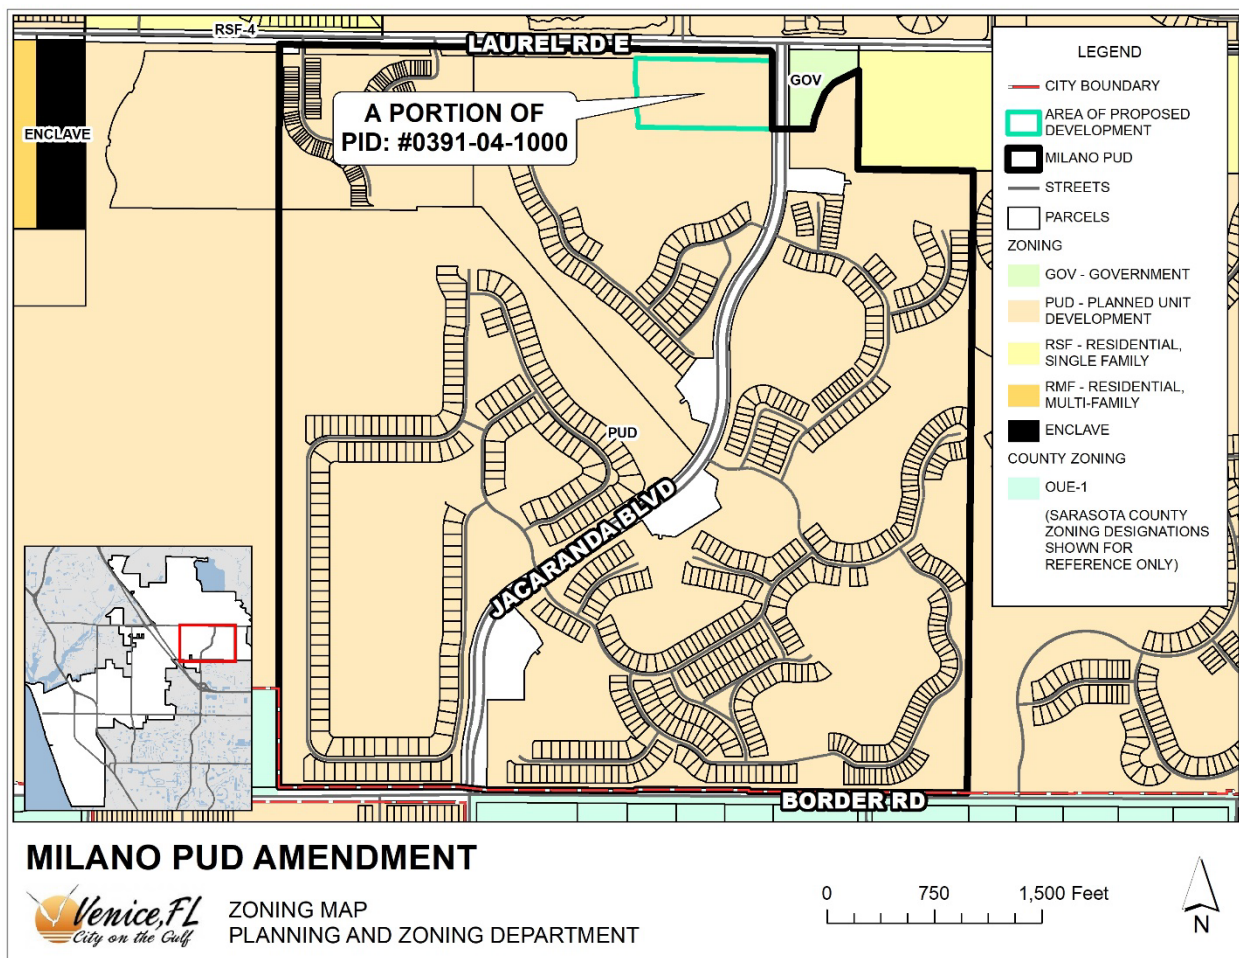 RSF-4
LAUREL RD E
GOV
ENCLAVE
A PORTION OF
PID: #0391-04-1000
PUD
JACARANDA BLVD
BORDER RD
LEGEND
CITY BOUNDARY
AREA OF PROPOSED
DEVELOPMENT
MILANO PUD
STREETS
PARCELS
ZONING
GOV - GOVERNMENT
PUD - PLANNED UNIT
DEVELOPMENT
RSF - RESIDENTIAL,
SINGLE FAMILY
RMF - RESIDENTIAL,
MULTI-FAMILY
ENCLAVE
COUNTY ZONING
OUE-1
(SARASOTA COUNTY
ZONING DESIGNATIONS
SHOWN FOR
REFERENCE ONLY)
MILANO PUD AMENDMENT
Venice, FL
City on the Gulf
ZONING MAP
PLANNING AND ZONING DEPARTMENT
0 750 1,500 Feet
N